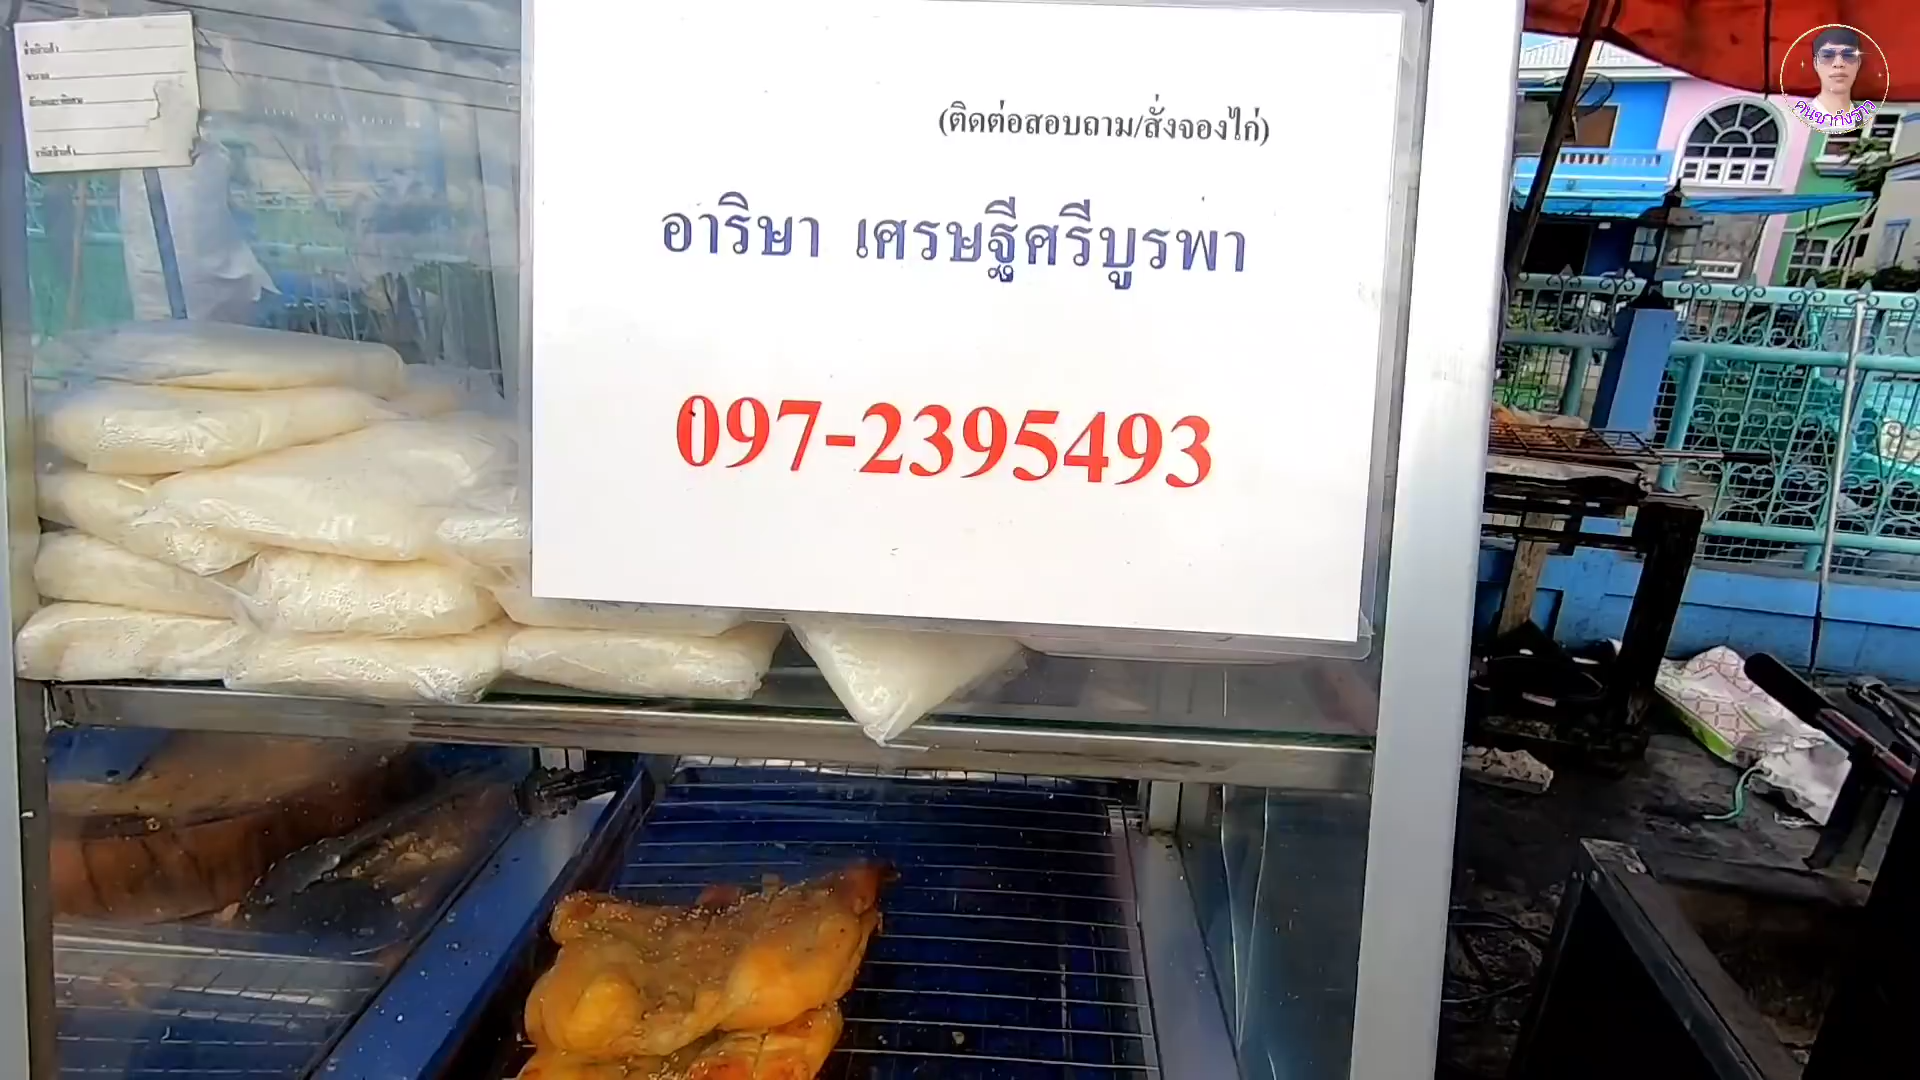 (ติดต่อสอบถาม/สั่งจองไก่)
อาริษา เศรษฐีศรีบูรพา
097-2395493